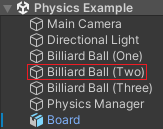 Physics Example
Main Camera
Directional Light
Billiard Ball (One)
Billiard Ball (Two)
Billiard Ball (Three)
Physics Manager
Board